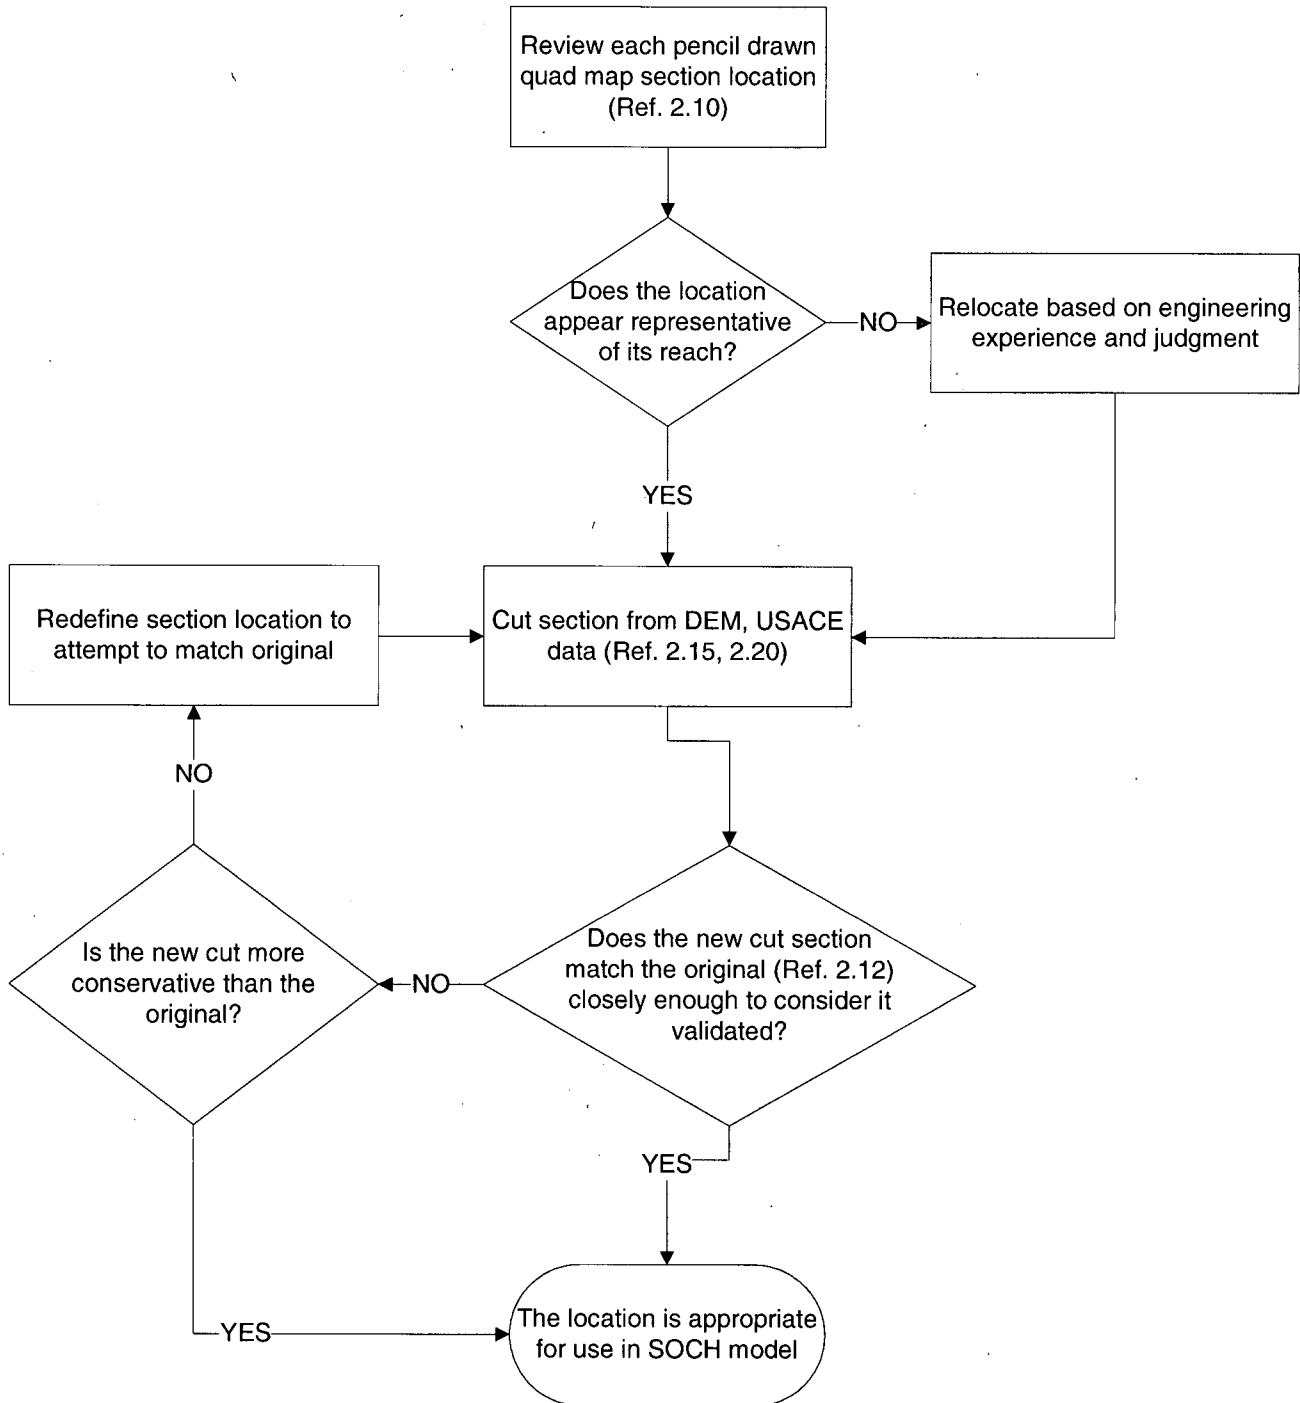 Review each pencil drawn
quad map section location
(Ref. 2.10)
Does the location
appear representative
of its reach?
NO
Relocate based on engineering
experience and judgment
YES
Redefine section location to
attempt to match original
Cut section from DEM, USACE
data (Ref. 2.15, 2.20)
NO
Is the new cut more
conservative than the
original?
NO
Does the new cut section
match the original (Ref. 2.12)
closely enough to consider it
validated?
YES
YES
The location is appropriate
for use in SOCH model